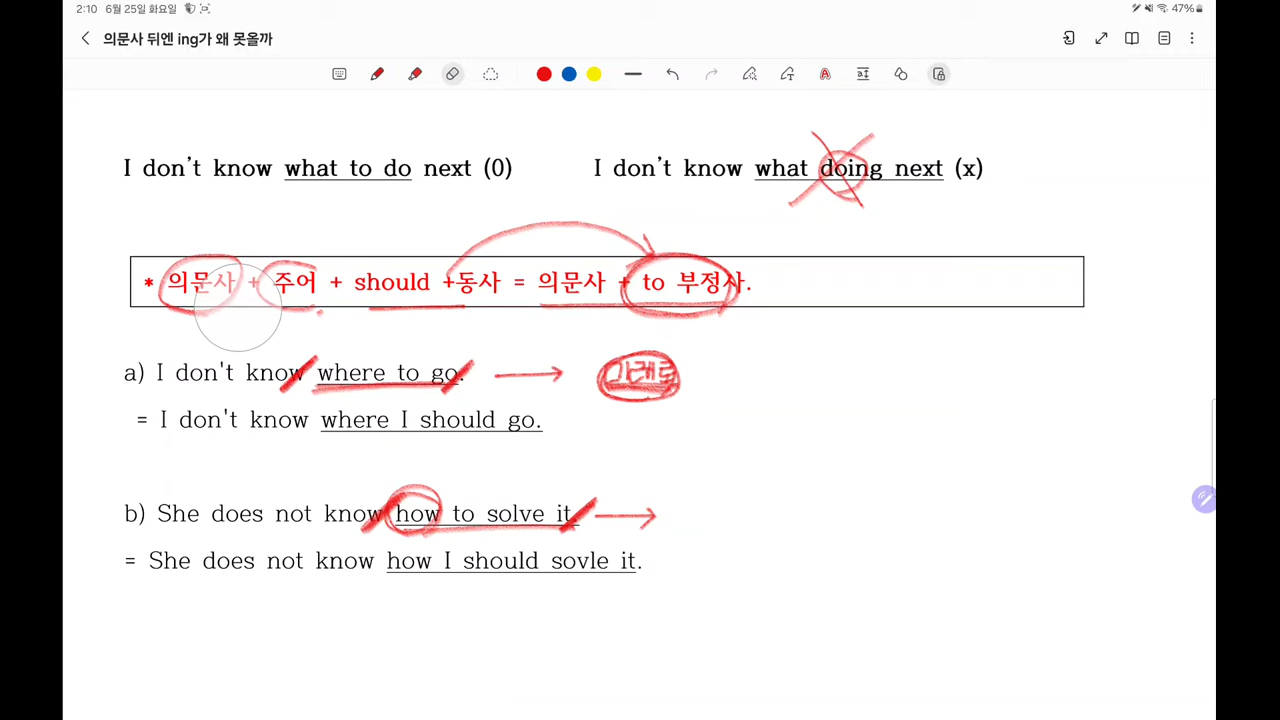 2:10 6월 25일 화요일 47%
의문사 뒤엔 ing가 왜 못올까
I don't know what to do next (0) I don't know what doing next (x)
* 의문사 + 주어 + should +동사 = 의문사 + to 부정사.
a) I don't know where to go.
= I don't know where I should go.
b) She does not know how to solve it.
= She does not know how I should sovle it.